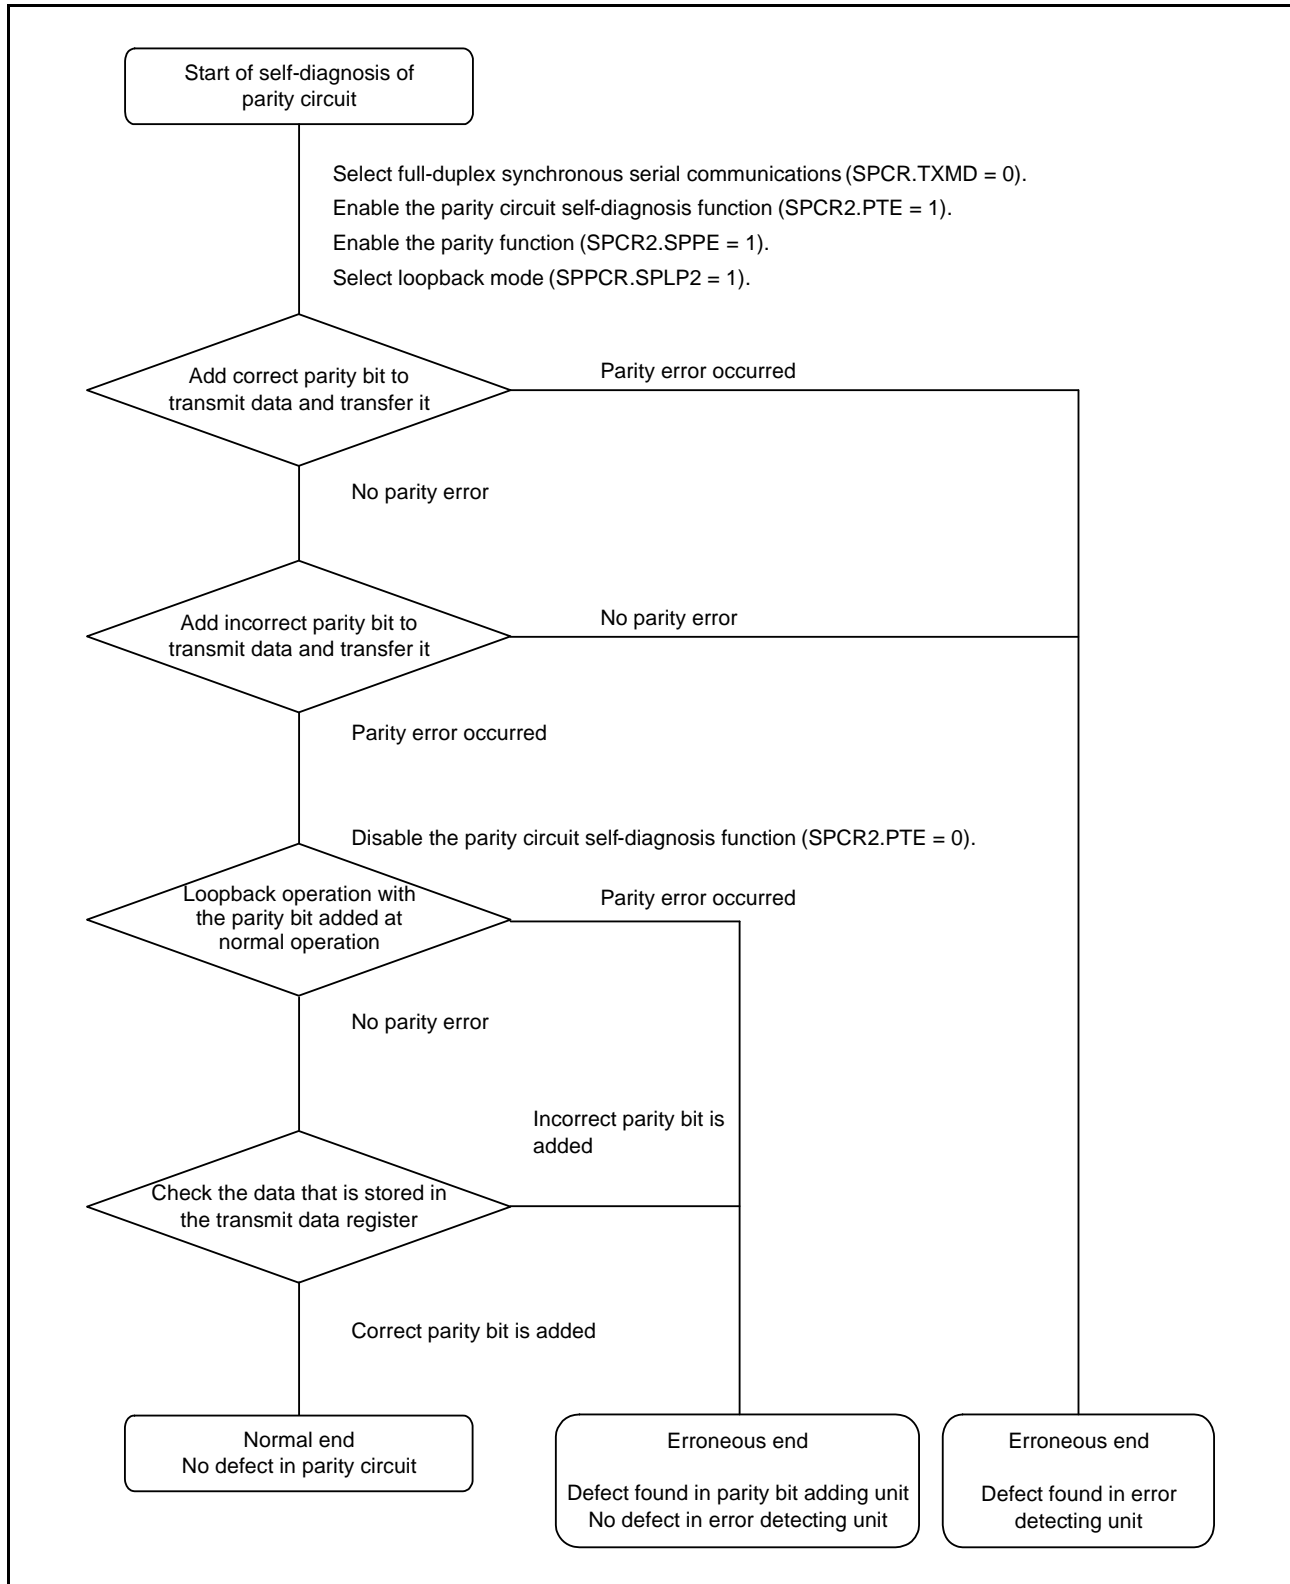 Start of self-diagnosis of
parity circuit
Select full-duplex synchronous serial communications (SPCR.TXMD = 0).
Enable the parity circuit self-diagnosis function (SPCR2.PTE = 1).
Enable the parity function (SPCR2.SPPE = 1).
Select loopback mode (SPPCR.SPLP2 = 1).
Add correct parity bit to
transmit data and transfer it
Parity error occurred
No parity error
Add incorrect parity bit to
transmit data and transfer it
No parity error
Parity error occurred
Disable the parity circuit self-diagnosis function (SPCR2.PTE = 0).
Loopback operation with
the parity bit added at
normal operation
Parity error occurred
No parity error
Incorrect parity bit is
added
Check the data that is stored in
the transmit data register
Correct parity bit is added
Normal end
No defect in parity circuit
Erroneous end
Defect found in parity bit adding unit
No defect in error detecting unit
Erroneous end
Defect found in error
detecting unit